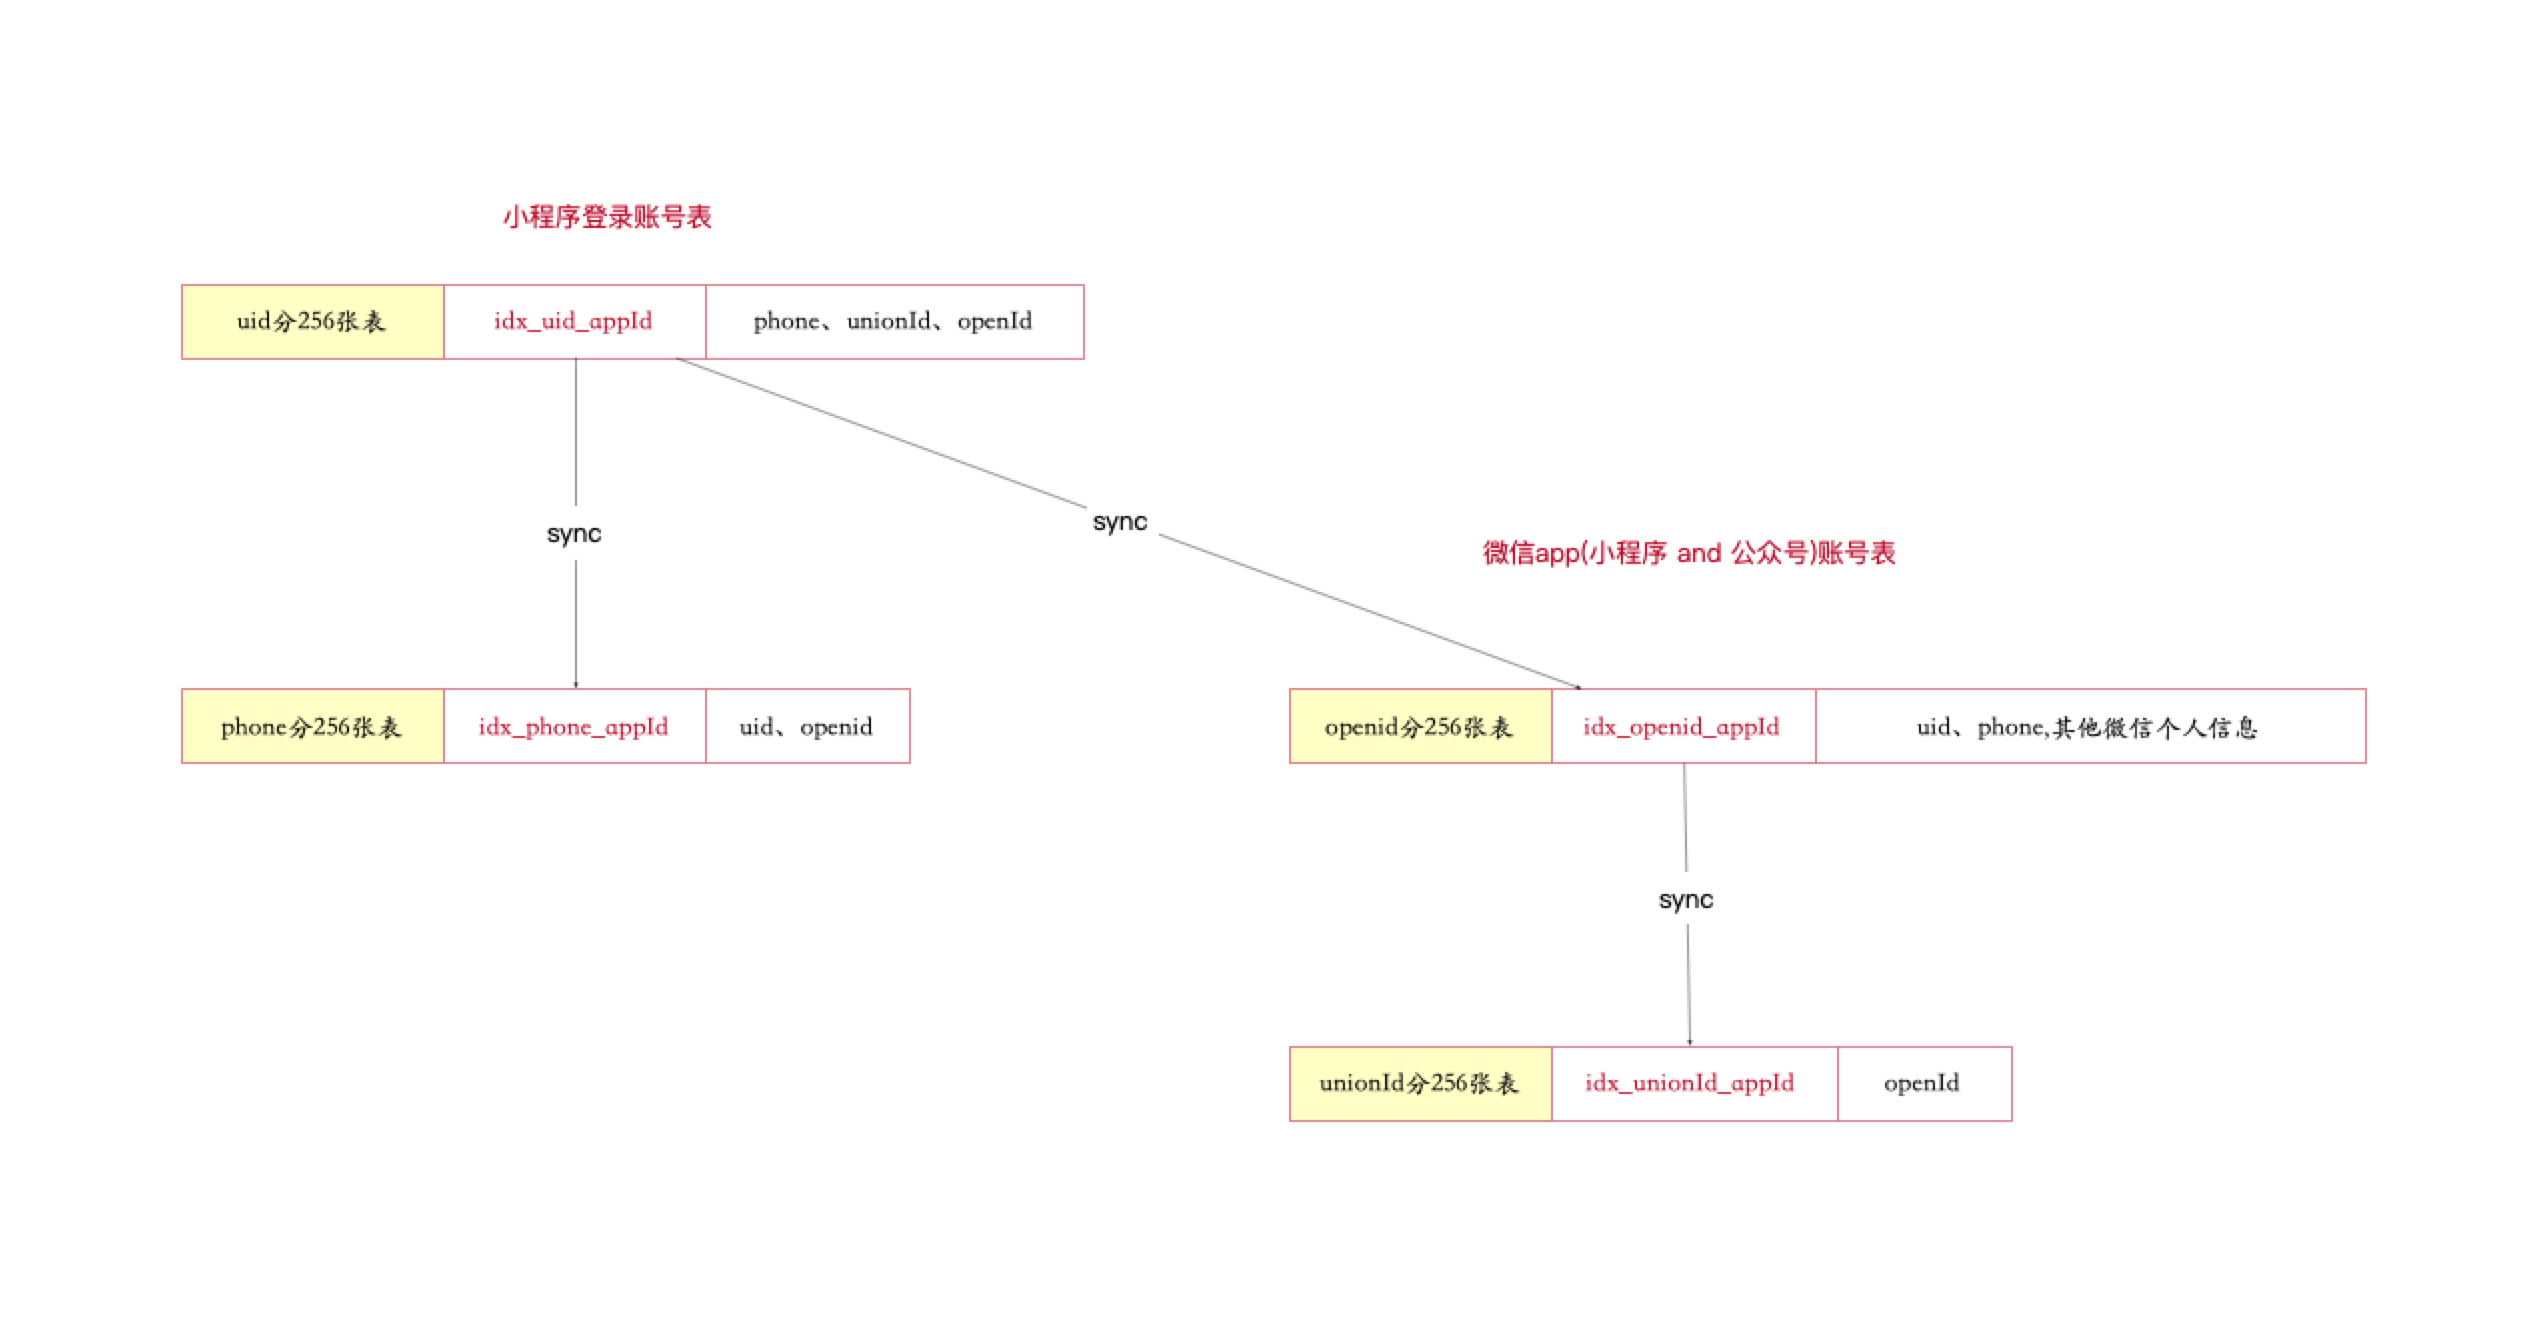 小程序登录账号表
uid分256张表 idx_uid_appId phone、unionId、openId
sync
sync
微信app(小程序 and 公众号)账号表
phone分256张表 idx_phone_appId uid、openid
openid分256张表 idx_openid_appId uid、phone,其他微信个人信息
sync
unionId分256张表 idx_unionId_appId openId